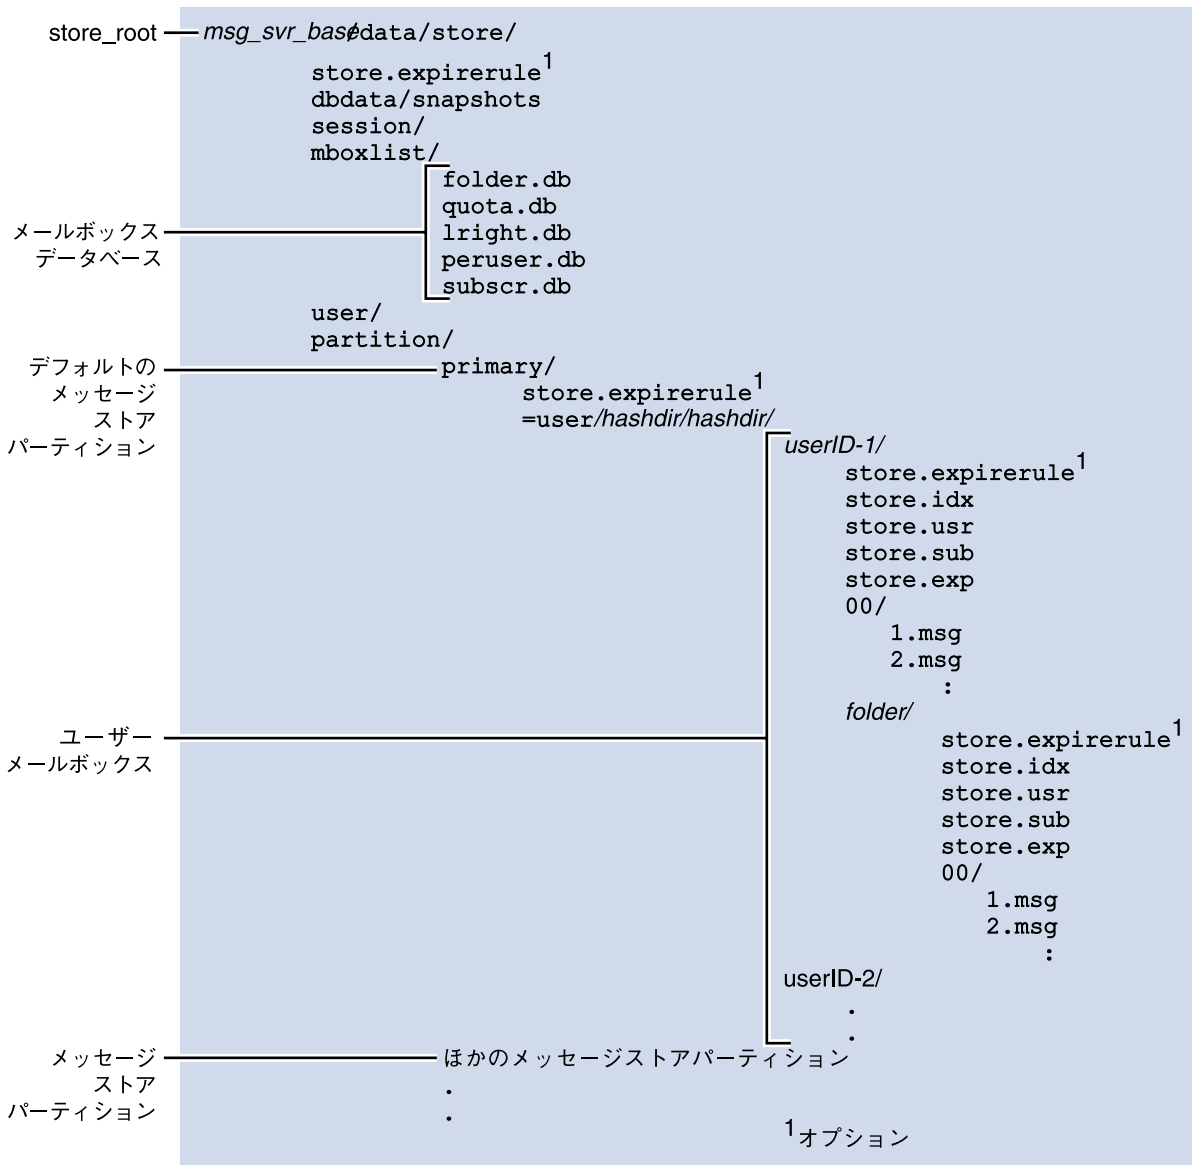 store_root msg_svr_base/data/store/
store.expirerule1
dbdata/snapshots
session/
mboxlist/
folder.db
quota.db
lright.db
peruser.db
subscr.db
メールボックス
データベース
user/
partition/
デフォルトの
メッセージ
ストア
パーティション
primary/
store.expirerule1
=user/hashdir/hashdir/
userID-1/
store.expirerule1
store.idx
store.usr
store.sub
store.exp
00/
1.msg
2.msg
:
folder/
ユーザー
メールボックス
store.expirerule1
store.idx
store.usr
store.sub
store.exp
00/
1.msg
2.msg
:
userID-2/
.
.
メッセージ
ストア
パーティション
ほかのメッセージストアパーティション
.
.
1オプション